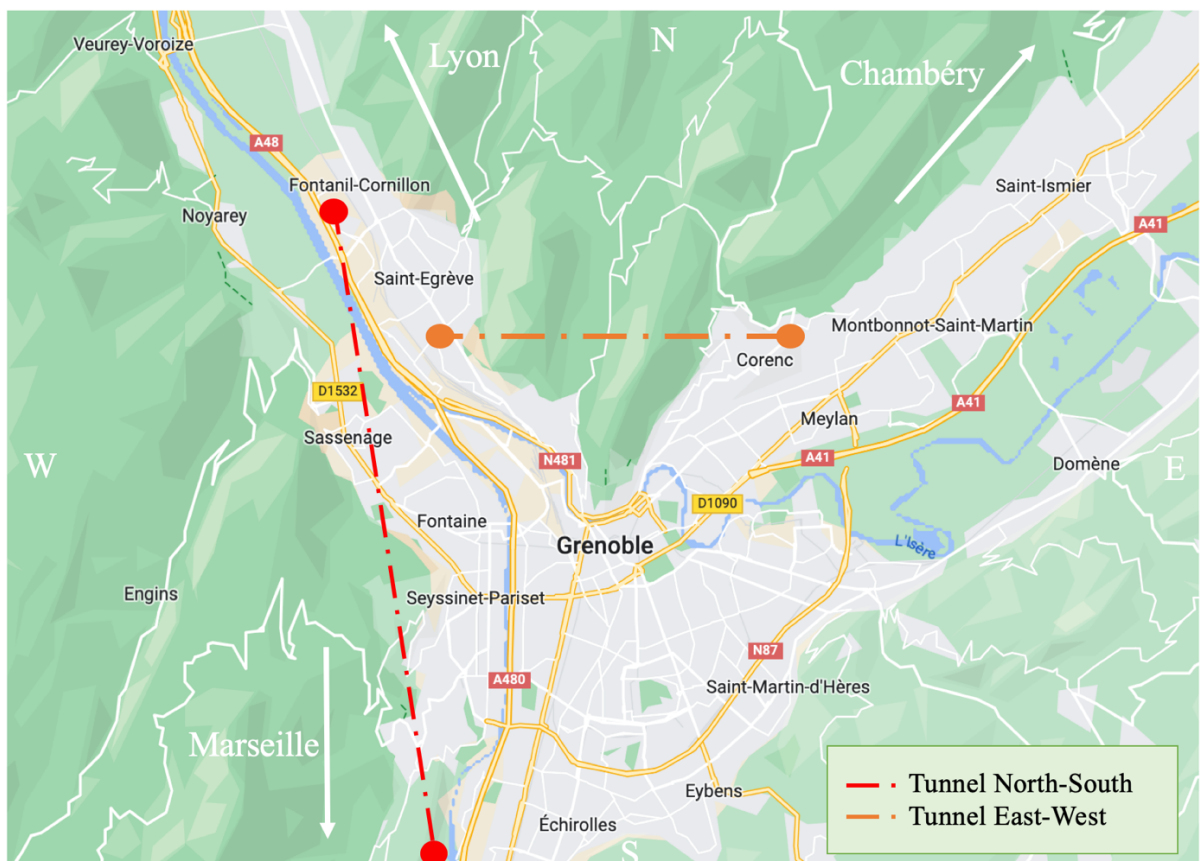 Veurey-Voroize
Lyon
N
Chambéry
A48
Fontanil-Cornillon
Saint-Ismier
Noyarey
A41
Saint-Egrève
Montbonnot-Saint-Martin
Corenc
D1532
A41
Meylan
Sassenage
A41
N481
Domène
W
E
D1090
Fontaine
L'Isère
Grenoble
Engins
Seyssinet-Pariset
N87
A480
Saint-Martin-d'Hères
Marseille
Eybens
Tunnel North-South
Tunnel East-West
Échirolles
S